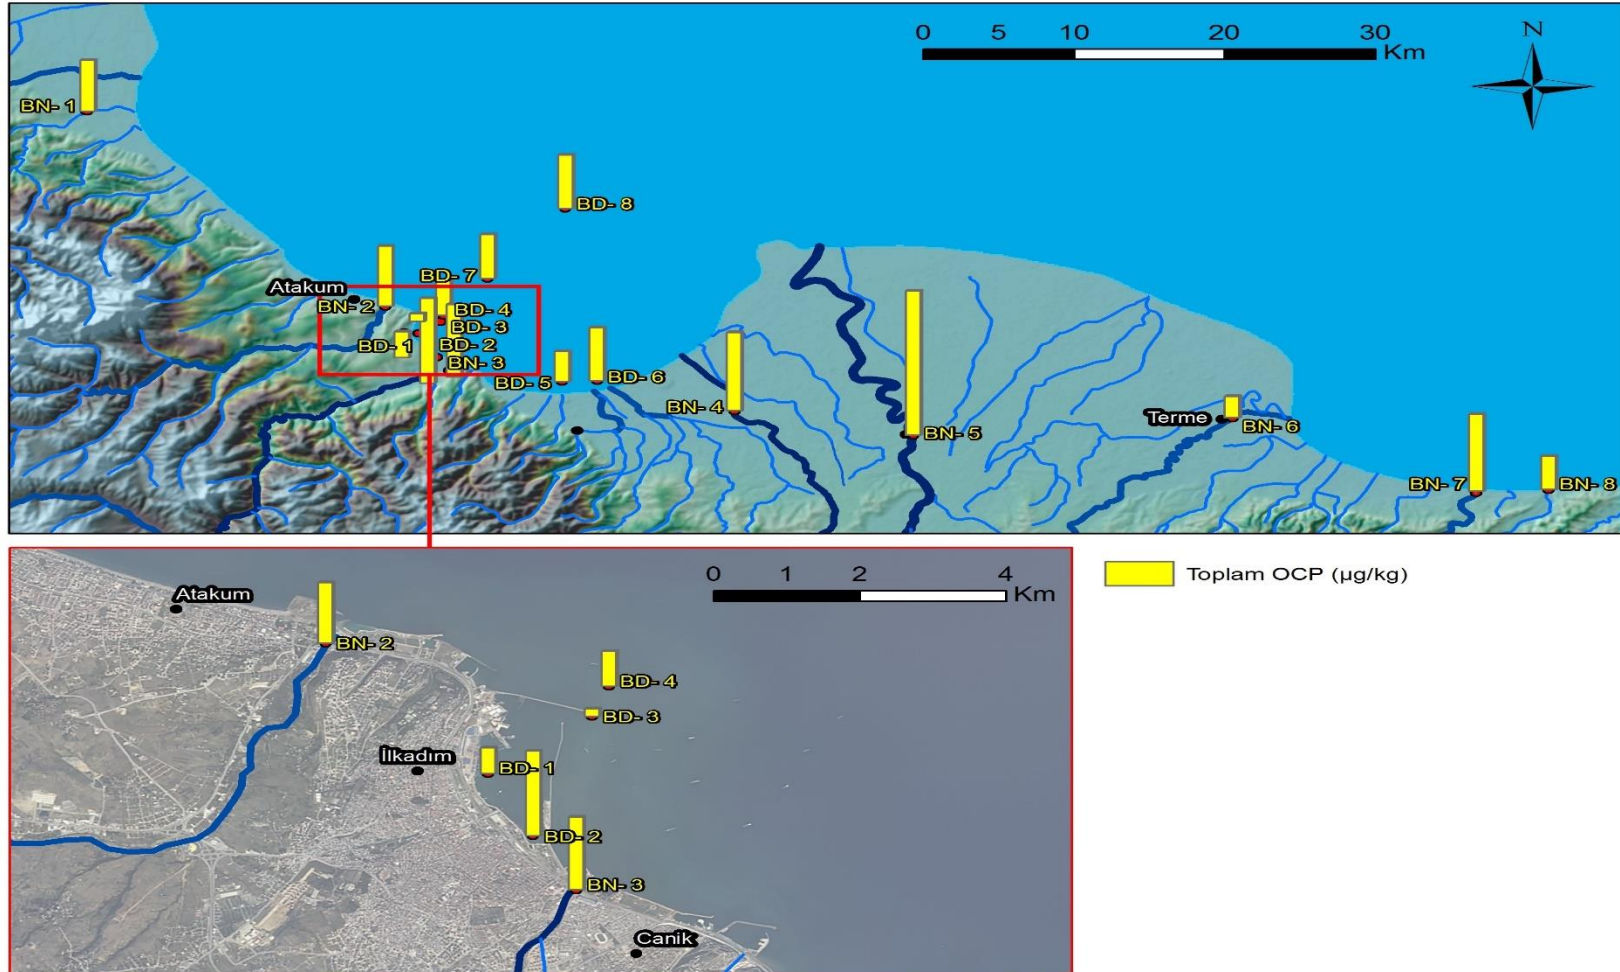 0 5 10 20 30
Km
N
BN- 1
BD- 8
BD- 7
Atakum
BN- 2
BD- 4
BD- 3
BD- 1
BD- 2
BN- 3
BD- 5
BD- 6
BN- 4
BN- 5
Terme
BN- 6
BN- 7
BN- 8
0 1 2 4
Km
Toplam OCP (µg/kg)
Atakum
BN- 2
BD- 4
BD- 3
İlkadım
BD- 1
BD- 2
BN- 3
Canik